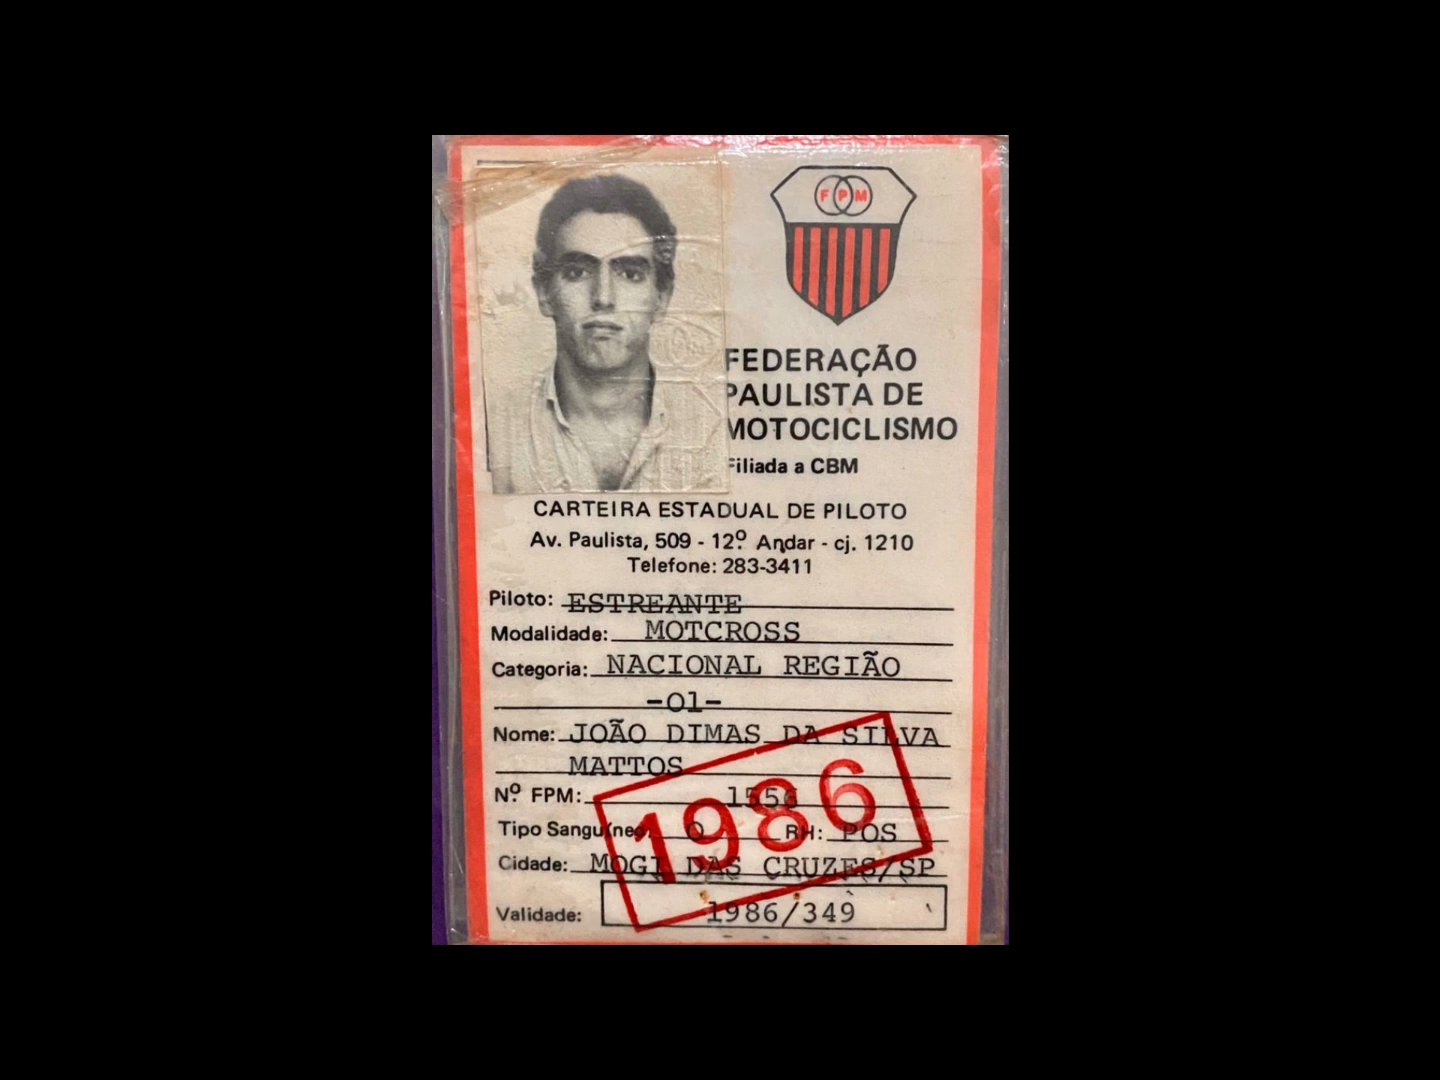 FPM
FEDERAÇÃO
PAULISTA DE
MOTOCICLISMO
Filiada a CBM
CARTEIRA ESTADUAL DE PILOTO
Av. Paulista, 509 - 12º Andar - cj. 1210
Telefone: 283-3411
Piloto: ESTREANTE
Modalidade: MOTCROSS
Categoria: NACIONAL REGIÃO
-01-
Nome: JOÃO DIMAS DA SILVA
MATTOS
Nº FPM: 1556
Tipo Sanguíneo: O RH: POS
Cidade: MOGI DAS CRUZES/SP
Validade: 1986/349
1986